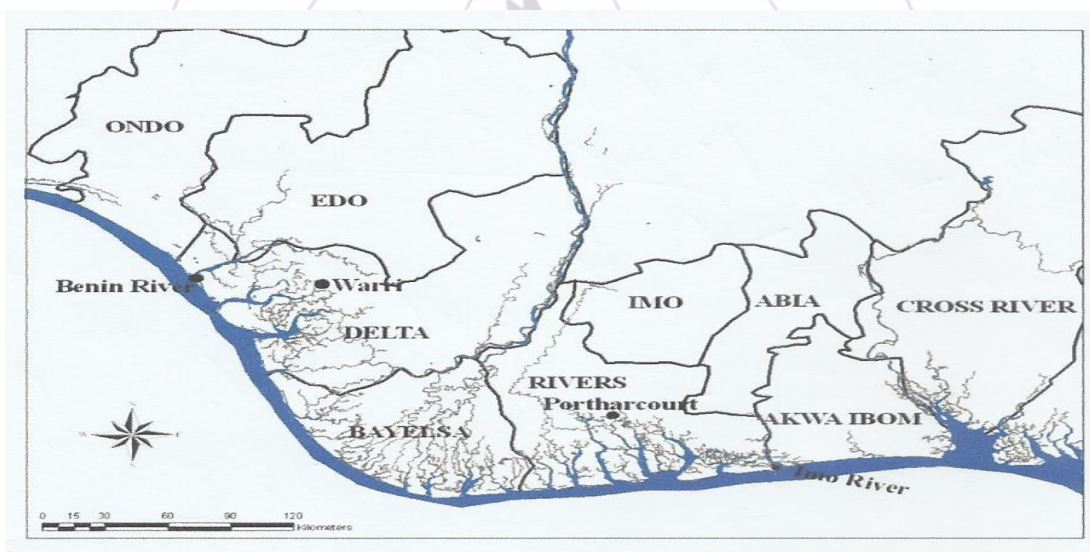 ONDO
EDO
Benin River
Warri
DELTA
IMO
ABIA
CROSS RIVER
RIVERS
Portharcourt
BAYELSA
AKWA IBOM
Imo River
N
W
E
S
0 15 30 60 90 120
Kilometers